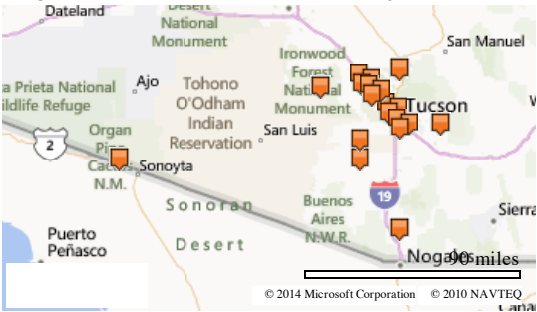 Dateland
Desert
National
Monument
San Manuel
Ironwood
Forest
National
Monument
a Prieta National
ildlife Refuge
Ajo
Tohono
O'Odham
Indian
Reservation
Tucson
San Luis
Organ
Pipe
Cactus
N.M.
2
Sonoyta
19
Sonoran
Desert
Buenos
Aires
N.W.R.
Sierra
Puerto
Peñasco
Nogales
90 miles
© 2014 Microsoft Corporation © 2010 NAVTEQ